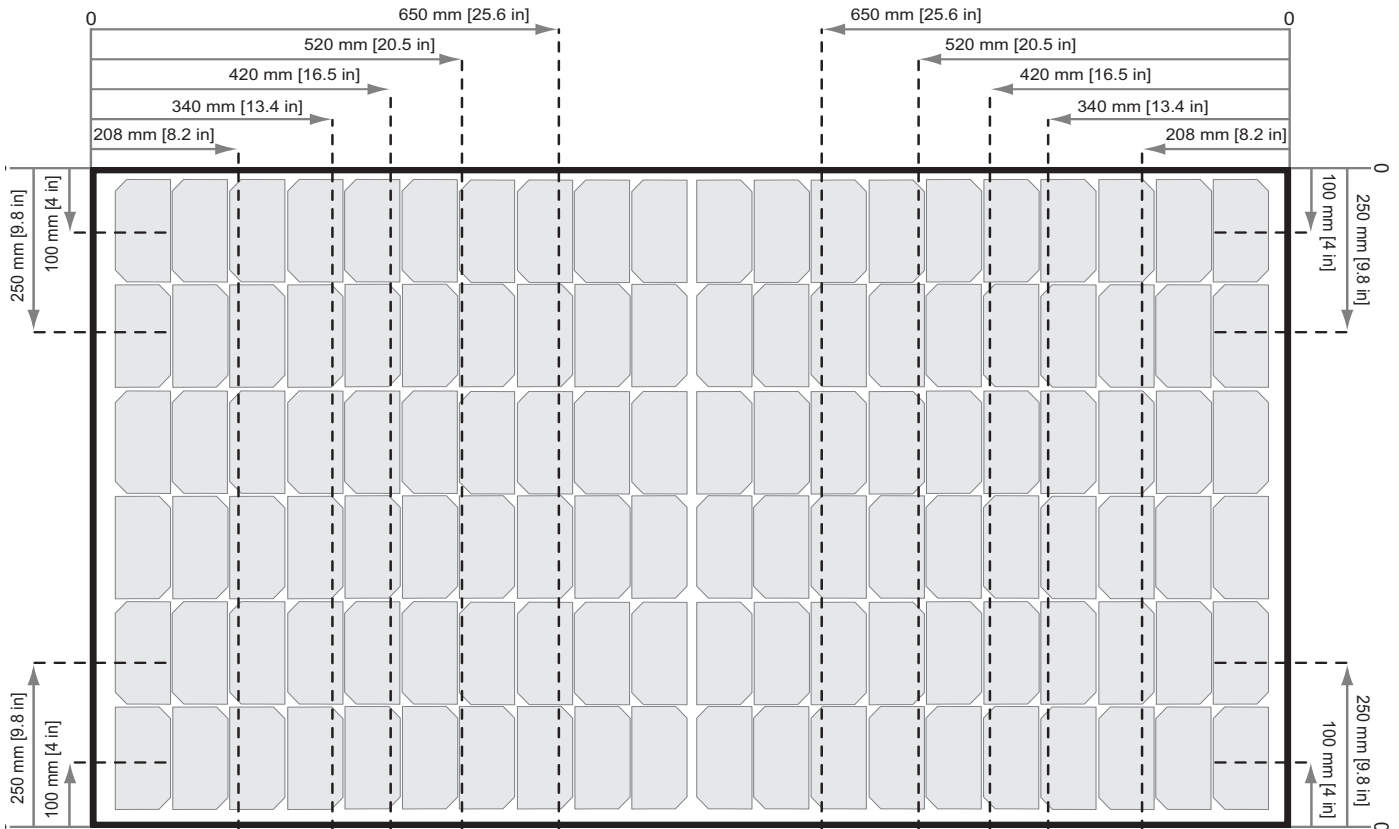 0
650 mm [25.6 in]
650 mm [25.6 in]
0
520 mm [20.5 in]
520 mm [20.5 in]
420 mm [16.5 in]
420 mm [16.5 in]
340 mm [13.4 in]
340 mm [13.4 in]
208 mm [8.2 in]
208 mm [8.2 in]
0
250 mm [9.8 in]
100 mm [4 in]
100 mm [4 in]
250 mm [9.8 in]
250 mm [9.8 in]
100 mm [4 in]
100 mm [4 in]
250 mm [9.8 in]